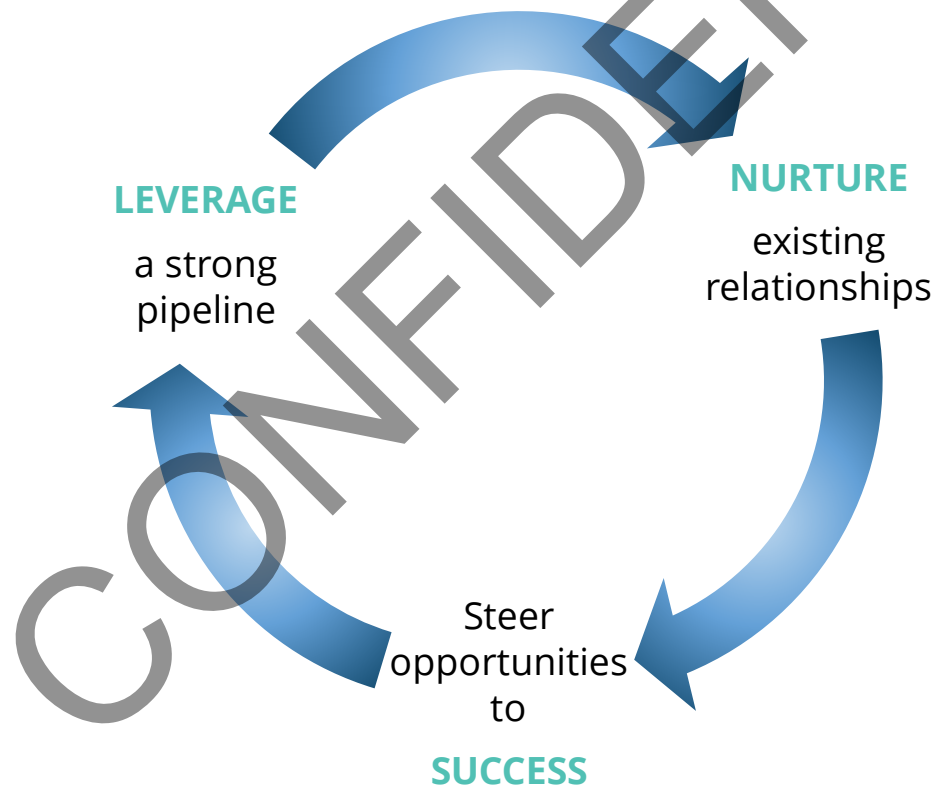 LEVERAGE
a strong
pipeline
NURTURE
existing
relationships
Steer
opportunities
to
SUCCESS
CONFIDE